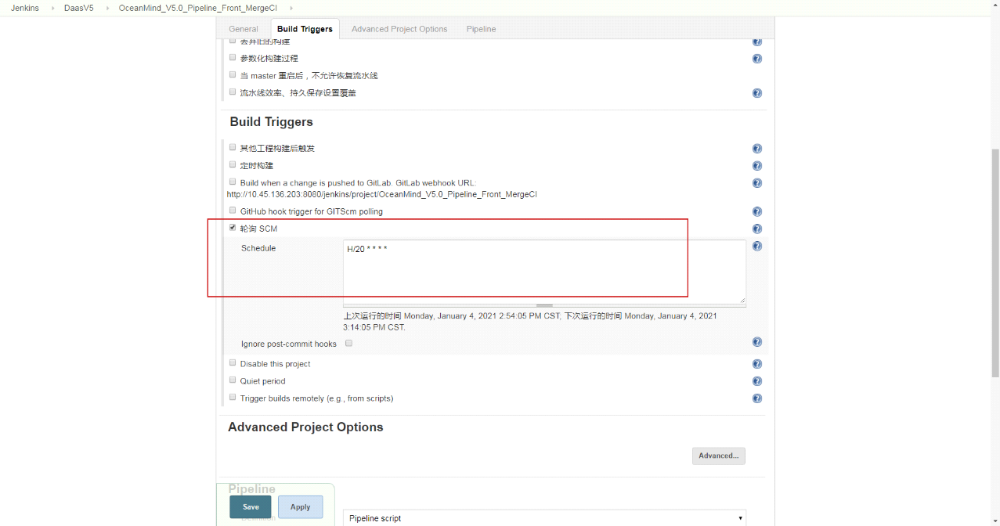 Jenkins DaasV5 OceanMind_V5.0_Pipeline_Front_MergeCI
General Build Triggers Advanced Project Options Pipeline
丢弃旧的构建
参数化构建过程
当 master 重启后，不允许恢复流水线
流水线效率、持久保存设置覆盖
Build Triggers
其他工程构建后触发
定时构建
Build when a change is pushed to GitLab. GitLab webhook URL:
http://10.45.136.203:8080/jenkins/project/OceanMind_V5.0_Pipeline_Front_MergeCI
GitHub hook trigger for GITScm polling
轮询 SCM
Schedule H/20 * * * *
上次运行的时间 Monday, January 4, 2021 2:54:05 PM CST; 下次运行的时间 Monday, January 4, 2021
3:14:05 PM CST.
Ignore post-commit hooks
Disable this project
Quiet period
Trigger builds remotely (e.g., from scripts)
Advanced Project Options
Advanced...
Pipeline
Save Apply
Definition Pipeline script